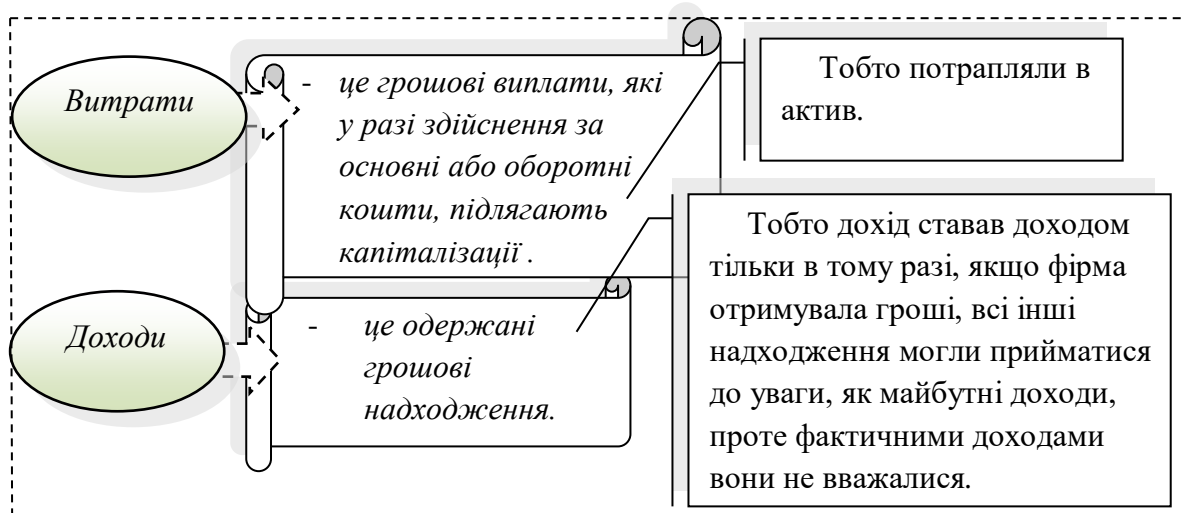 Витрати
- це грошові виплати, які
у разі здійснення за
основні або оборотні
кошти, підлягають
капіталізації .
Тобто потрапляли в
актив.
Доходи
- це одержані
грошові
надходження.
Тобто дохід ставав доходом
тільки в тому разі, якщо фірма
отримувала гроші, всі інші
надходження могли прийматися
до уваги, як майбутні доходи,
проте фактичними доходами
вони не вважалися.